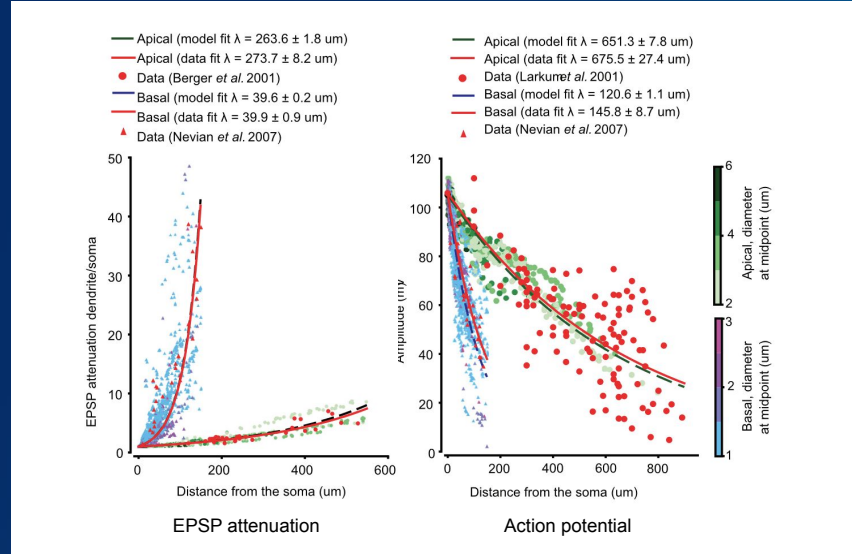 Apical (model fit λ = 263.6 ± 1.8 um)
Apical (data fit λ = 273.7 ± 8.2 um)
Data (Berger et al. 2001)
Basal (model fit λ = 39.6 ± 0.2 um)
Basal (data fit λ = 39.9 ± 0.9 um)
Data (Nevian et al. 2007)
50
40
30
20
10
0
EPSP attenuation dendrite/soma
0 200 400 600
Distance from the soma (um)
EPSP attenuation
Apical (model fit λ = 651.3 ± 7.8 um)
Apical (data fit λ = 675.5 ± 27.4 um)
Data (Larkumet al. 2001)
Basal (model fit λ = 120.6 ± 1.1 um)
Basal (data fit λ = 145.8 ± 8.7 um)
Data (Nevian et al. 2007)
120
100
80
60
40
20
0
Amplitude (mV
0 200 400 600 800
Distance from the soma (um)
Action potential
6
4
2
Apical, diameter
at midpoint (um)
3
2
1
Basal, diameter
at midpoint (um)